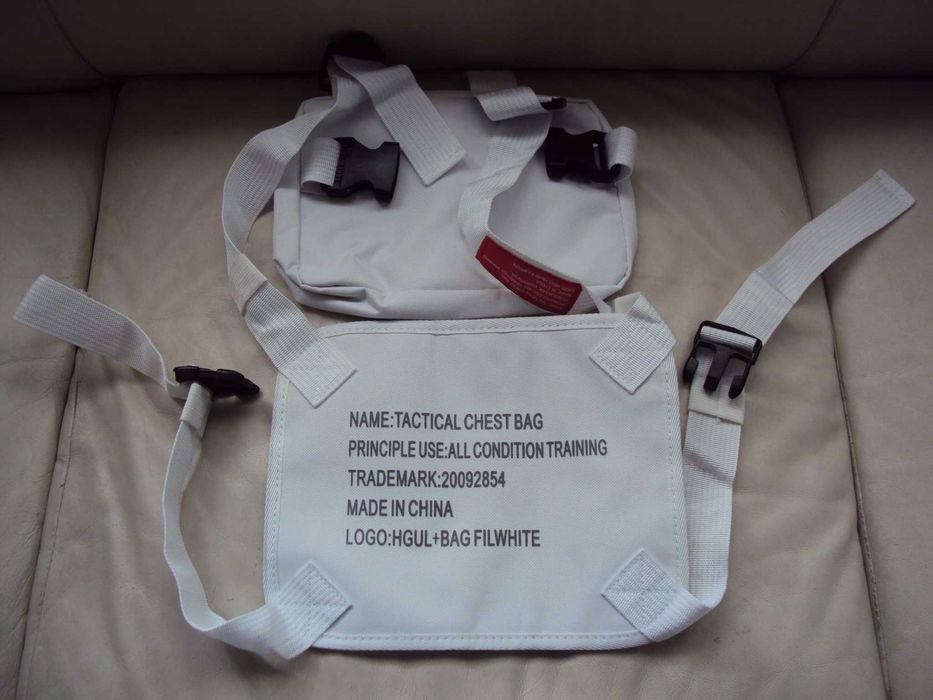 NAME:TACTICAL CHEST BAG
PRINCIPLE USE:ALL CONDITION TRAINING
TRADEMARK:20092854
MADE IN CHINA
LOGO:HGUL+BAG FILWHITE